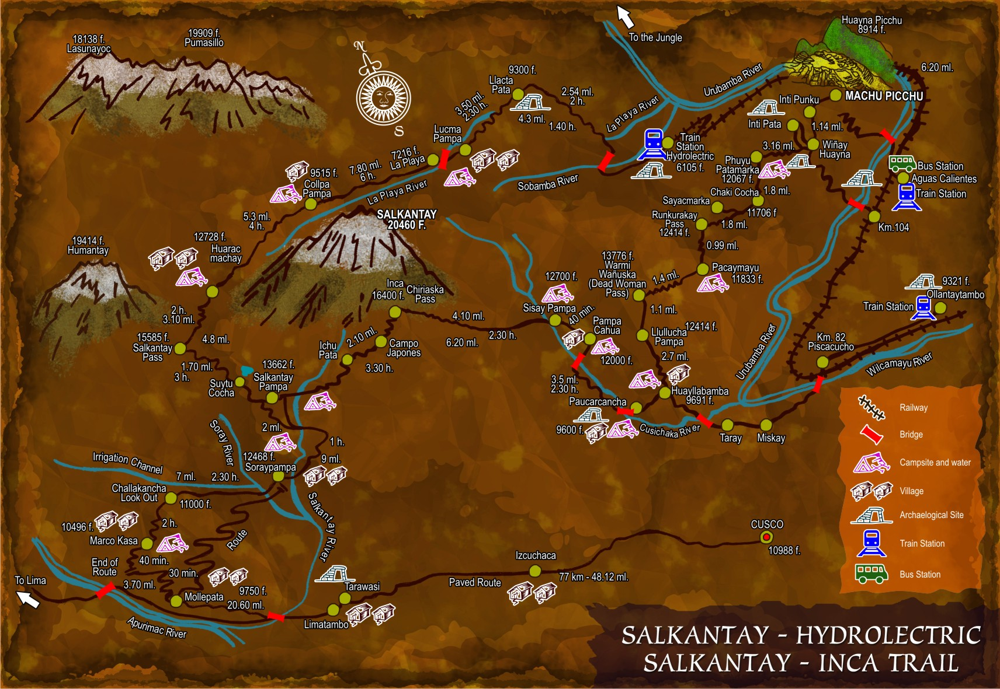 18138 f.
Lasunayoc
19909 f.
Pumasillo
N
S
To the Jungle
Huayna Picchu
8914 f.
6.20 ml.
MACHU PICCHU
Urubamba River
La Playa River
9300 f.
Llacta
Pata
2.54 ml.
2 h.
3.50 ml.
2.30 h.
4.3 ml.
1.40 h.
Lucma
Pampa
7216 f.
La Playa
7.80 ml.
6 h.
La Playa River
9515 f.
Collpa
Pampa
5.3 ml.
4 h.
Sobamba River
Train
Station
Hydrolectric
6105 f.
Inti Punku
Inti Pata
1.14 ml.
Wiñay
Huayna
3.16 ml.
Phuyu
Patamarka
12067 f.
Chaki Cocha
1.8 ml.
11706 f
Sayacmarka
Runkurakay
Pass
12414 f.
1.8 ml.
0.99 ml.
Bus Station
Aguas Calientes
Train Station
Km.104
SALKANTAY
20460 F.
19414 f.
Humantay
12728 f.
Huarac
machay
2 h.
3.10 ml.
15585 f.
Salkantay
Pass
4.8 ml.
1.70 ml.
3 h.
Suytu
Cocha
13662 f.
Salkantay
Pampa
Inca
16400 f.
Chiriaska
Pass
4.10 ml.
6.20 ml.
2.30 h.
2.10 ml.
Ichu
Pata
Campo
Japones
3.30 h.
12700 f.
Sisay Pampa
40 min.
Pampa
Cahua
12000 f.
3.5 ml.
2.30 h.
13776 f.
Warmi
Wañuska
(Dead Woman
Pass)
1.4 ml.
Pacaymayu
11833 f.
1.1 ml.
Llullucha
Pampa
12414 f.
2.7 ml.
Huayllabamba
9691 f.
Paucarcancha
9600 f.
Cusichaka River
Taray
Miskay
Urubamba River
Km. 82
Piscacucho
Wilcamayu River
9321 f.
Ollantaytambo
Train Station
2 ml.
1 h.
9 ml.
Soray River
12468 f.
Soraypampa
Irrigation Channel
7 ml.
2.30 h.
Challakancha
Look Out
11000 f.
2 h.
10496 f.
Marco Kasa
40 min.
30 min.
Route
Salkantay River
End of
Route
3.70 ml.
To Lima
Mollepata
9750 f.
20.60 ml.
Apurimac River
Tarawasi
Limatambo
Paved Route
Izcuchaca
77 km - 48.12 ml.
CUSCO
10988 f.
Railway
Bridge
Campsite and water
Village
Archaelogical Site
Train Station
Bus Station
SALKANTAY - HYDROLECTRIC
SALKANTAY - INCA TRAIL